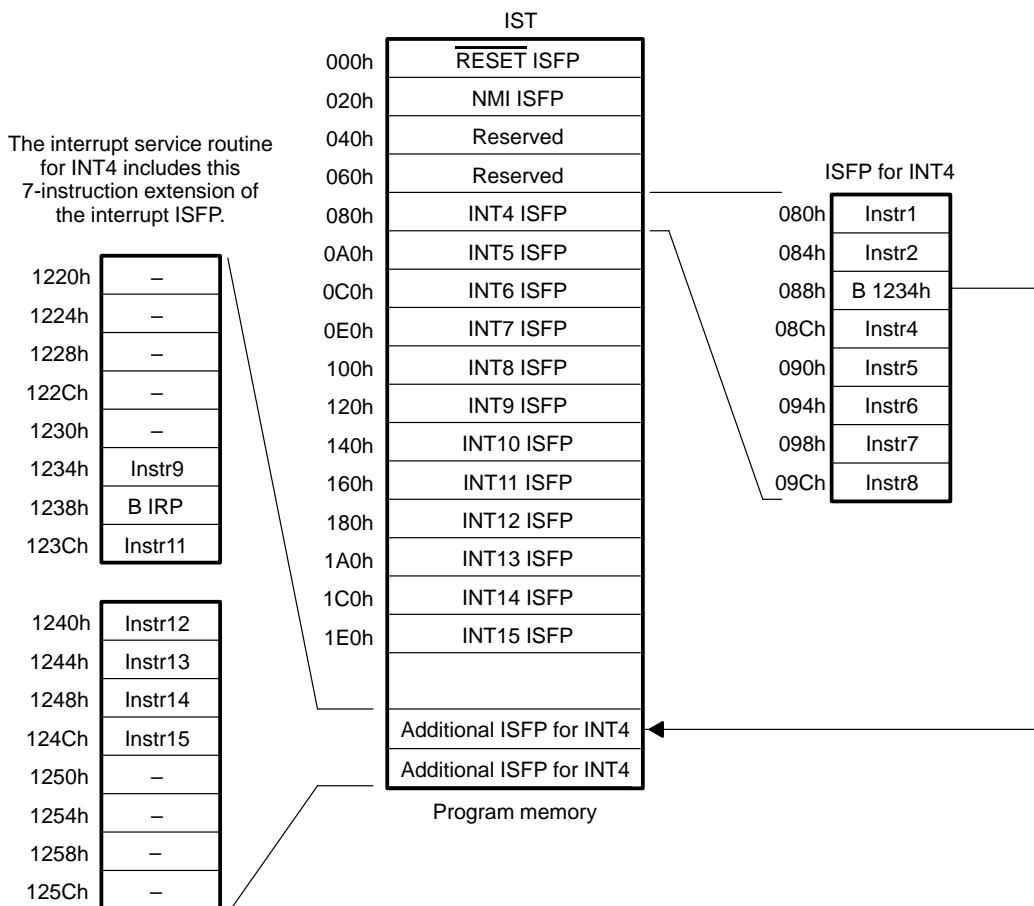 IST
000h RESET ISFP
020h NMI ISFP
040h Reserved
060h Reserved
080h INT4 ISFP
0A0h INT5 ISFP
0C0h INT6 ISFP
0E0h INT7 ISFP
100h INT8 ISFP
120h INT9 ISFP
140h INT10 ISFP
160h INT11 ISFP
180h INT12 ISFP
1A0h INT13 ISFP
1C0h INT14 ISFP
1E0h INT15 ISFP
Additional ISFP for INT4
Additional ISFP for INT4
Program memory
The interrupt service routine
for INT4 includes this
7-instruction extension of
the interrupt ISFP.
1220h –
1224h –
1228h –
122Ch –
1230h –
1234h Instr9
1238h B IRP
123Ch Instr11
1240h Instr12
1244h Instr13
1248h Instr14
124Ch Instr15
1250h –
1254h –
1258h –
125Ch –
ISFP for INT4
080h Instr1
084h Instr2
088h B 1234h
08Ch Instr4
090h Instr5
094h Instr6
098h Instr7
09Ch Instr8